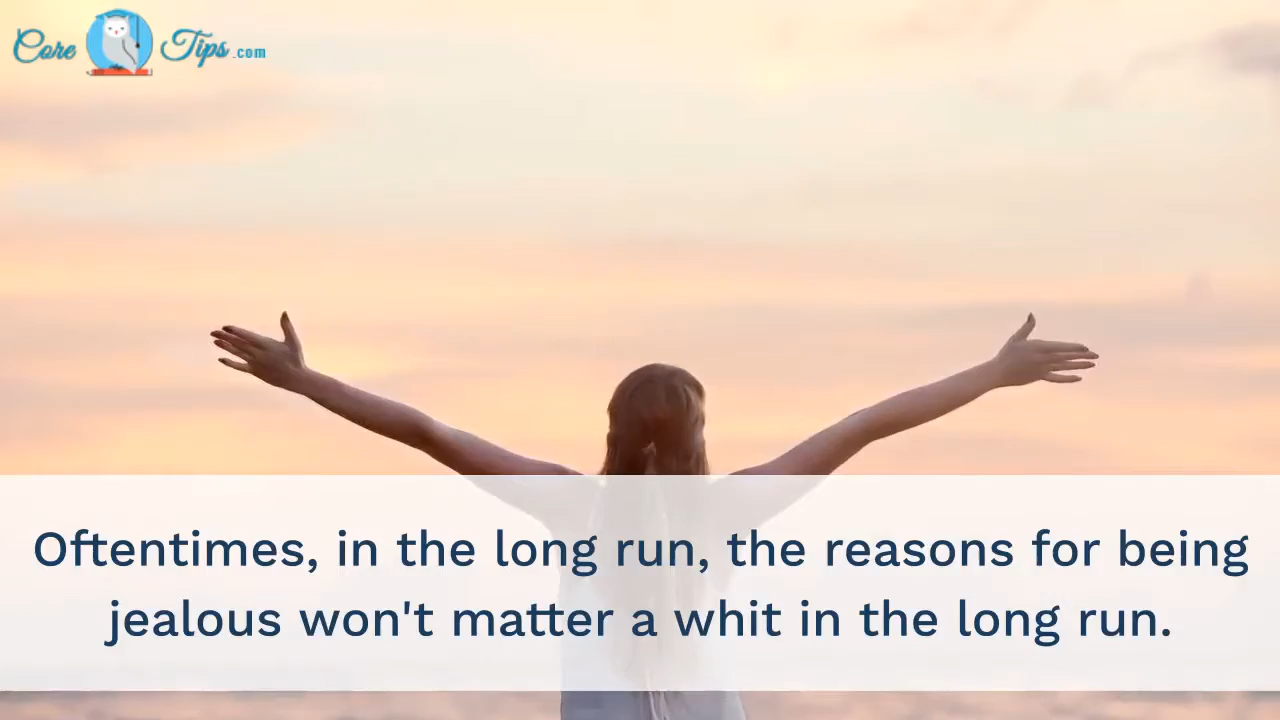 Core Tips.com
Oftentimes, in the long run, the reasons for being
jealous won't matter a whit in the long run.